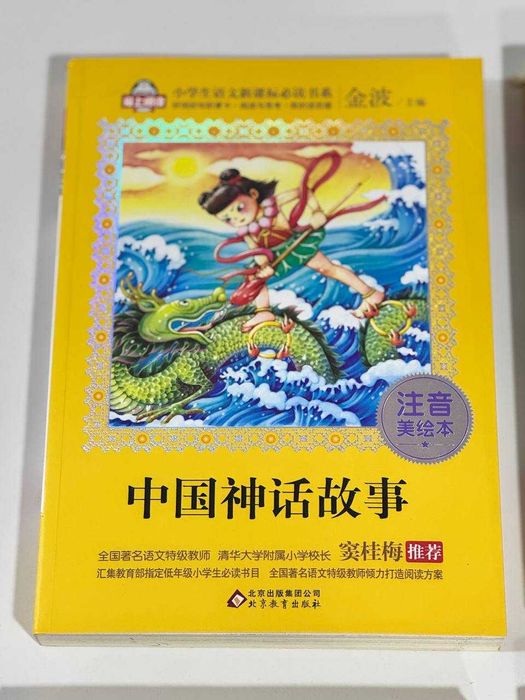 小学生语文新课标必读书系
金波/主编
注音
美绘本
中国神话故事
全国著名语文特级教师 清华大学附属小学校长 窦桂梅 推荐
汇集教育部指定低年级小学生必读书目 全国著名语文特级教师倾力打造阅读方案
北京出版集团公司
北京教育出版社